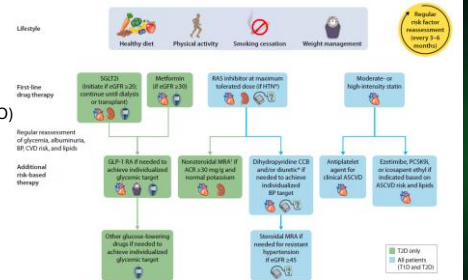 Regular
risk factor
reassessment
(every 3–6
months)
Lifestyle
Healthy diet
Physical activity
Smoking cessation
Weight management
First-line
drug therapy
SGLT2i
(Initiate if eGFR ≥20;
continue until dialysis
or transplant)
Metformin
(if eGFR ≥30)
RAS inhibitor at maximum
tolerated dose (if HTN*)
Moderate- or
high-intensity statin
O)
Regular reassessment
of glycemia, albuminuria,
BP, CVD risk, and lipids
Additional
risk-based
therapy
GLP-1 RA if needed to
achieve individualized
glycemic target
Nonsteroidal MRA† if
ACR ≥30 mg/g and
normal potassium
Dihydropyridine CCB
and/or diuretic* if
needed to achieve
individualized
BP target
Antiplatelet
agent for
clinical ASCVD
Ezetimibe, PCSK9i,
or icosapent ethyl if
indicated based on
ASCVD risk and lipids
Other glucose-lowering
drugs if needed to
achieve individualized
glycemic target
Steroidal MRA if
needed for resistant
hypertension
if eGFR ≥45
T2D only
All patients
(T1D and T2D)